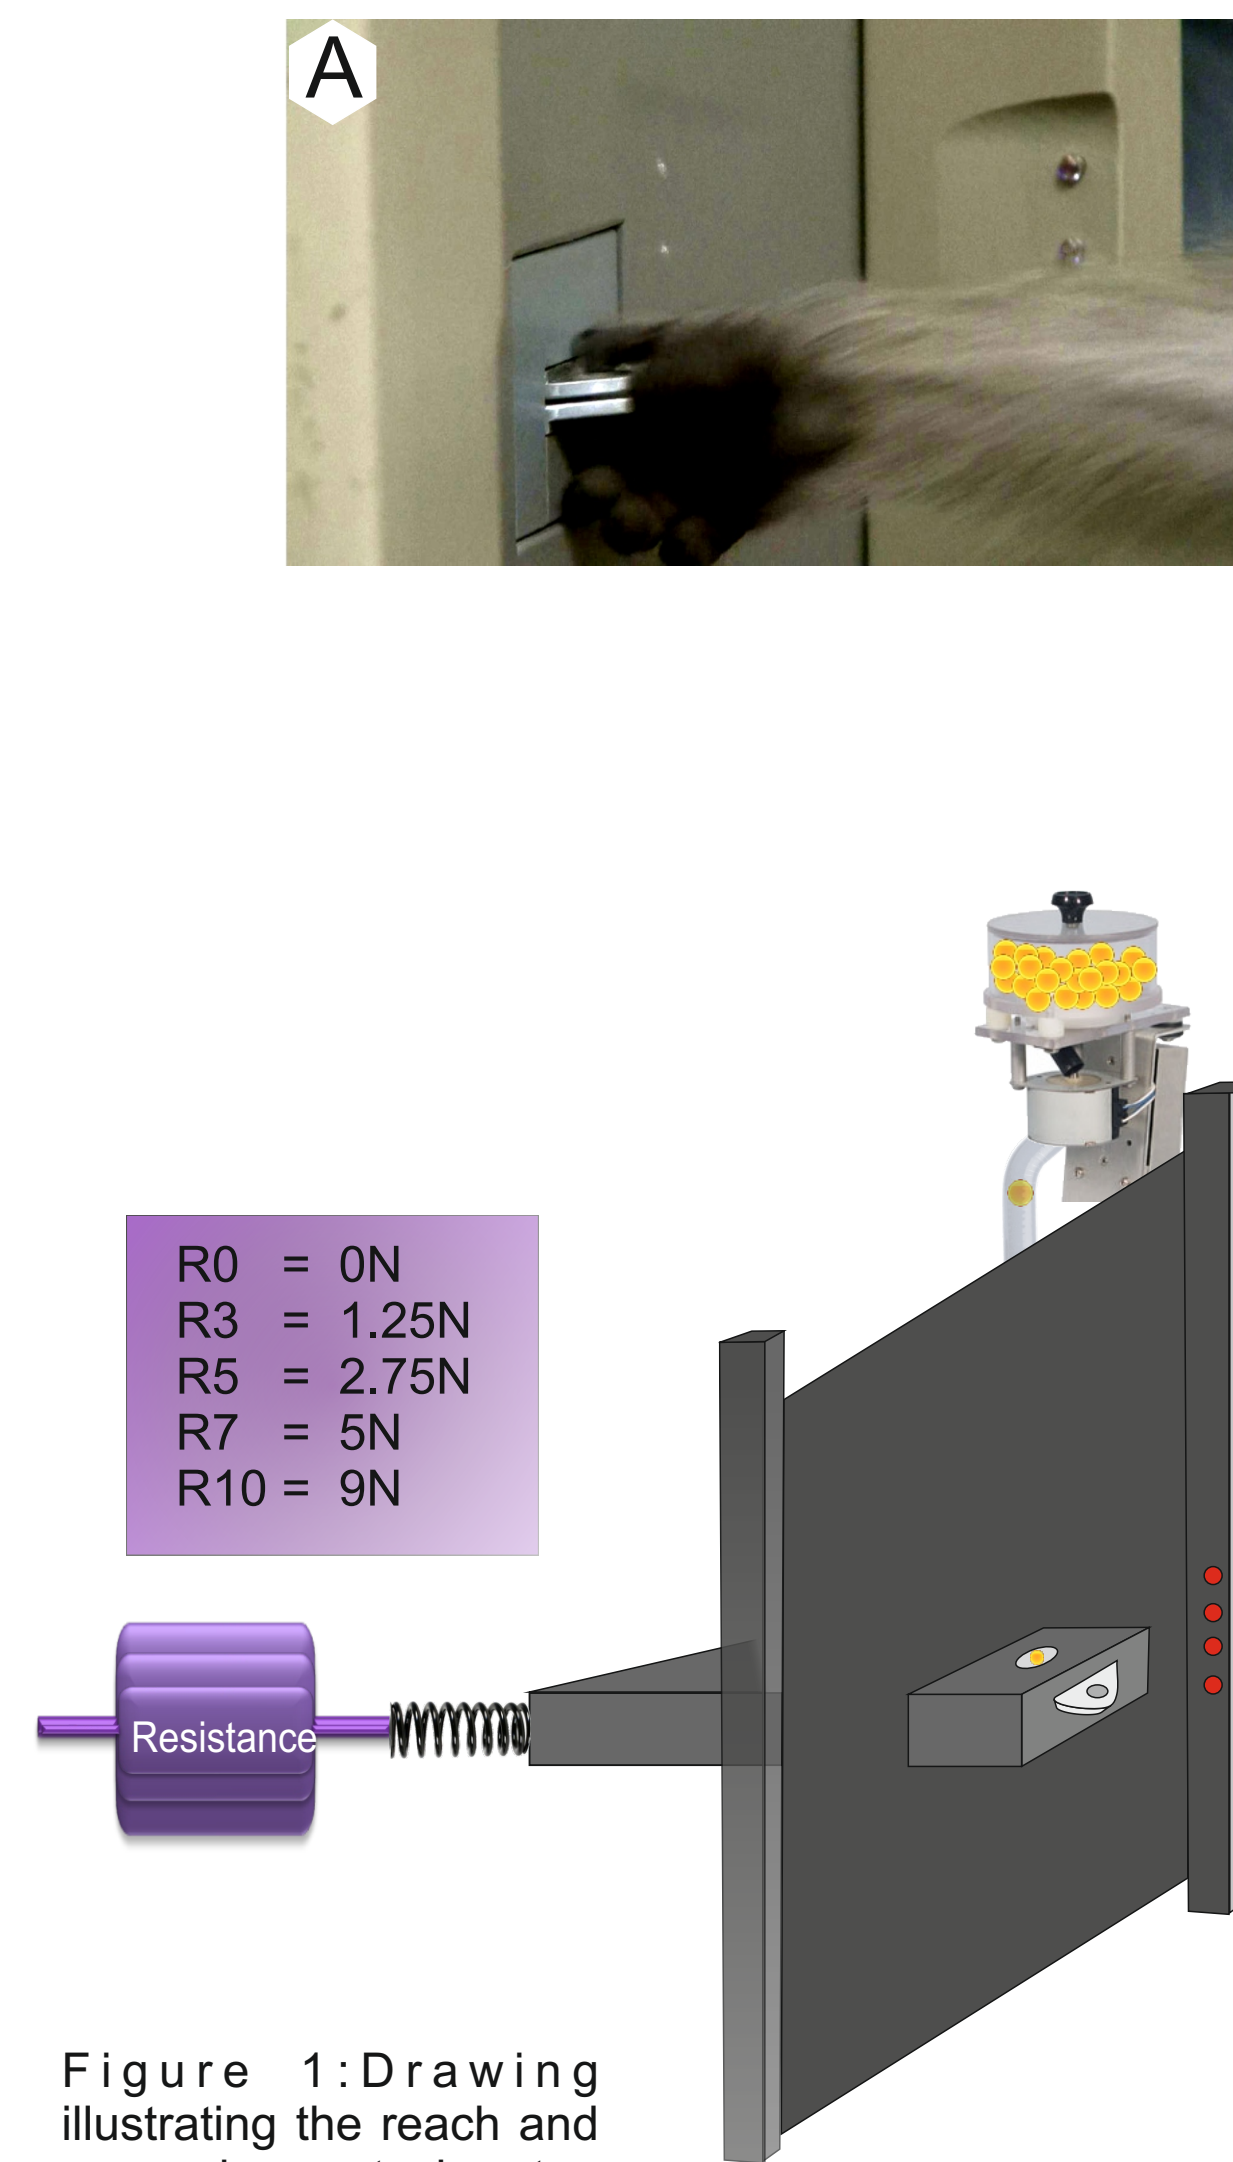 A
R0 = 0N
R3 = 1.25N
R5 = 2.75N
R7 = 5N
R10 = 9N
Resistance
Figure 1:Drawing
illustrating the reach and